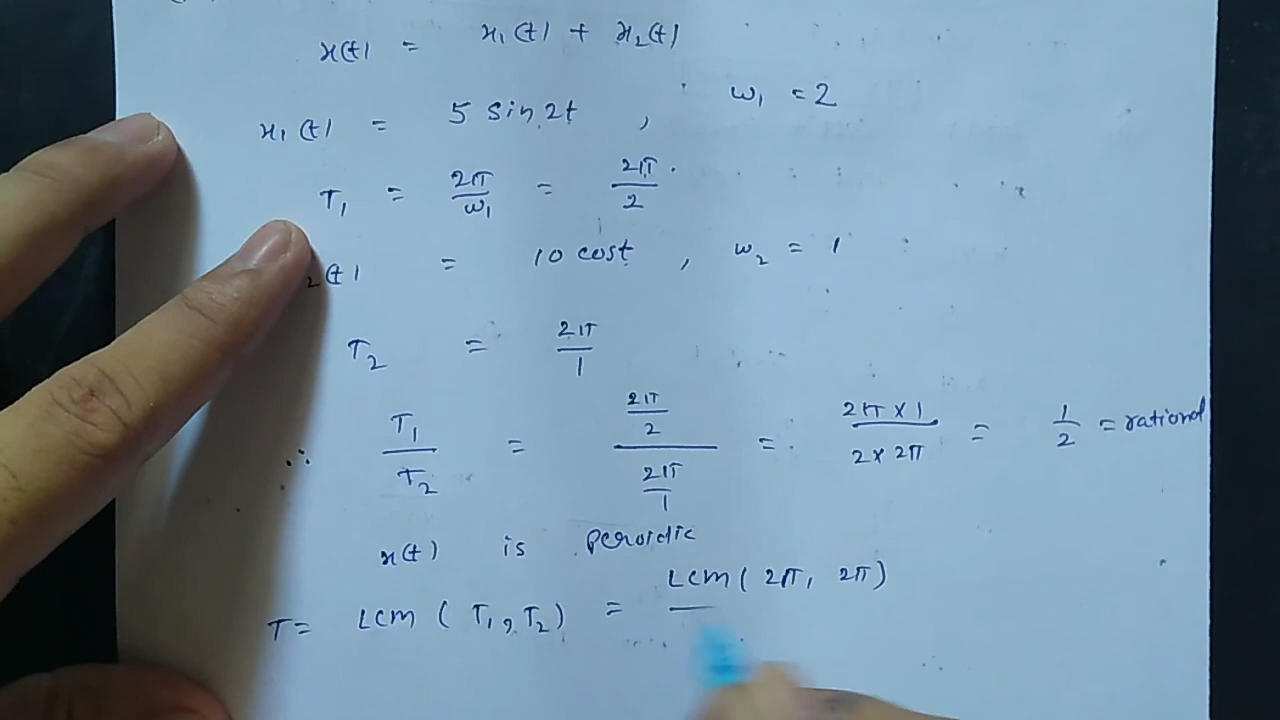 x(t) = x₁(t) + x₂(t)
x₁(t) = 5 sin 2t , ω₁ = 2
T₁ = 2π/ω₁ = 2π/2
₂(t) = 10 cost , ω₂ = 1
T₂ = 2π/1
∴ T₁/T₂ = (2π/2)/(2π/1) = (2π × 1)/(2 × 2π) = 1/2 = rational
x(t) is peroidic
T = LCM ( T₁, T₂) = LCM ( 2π, 2π)